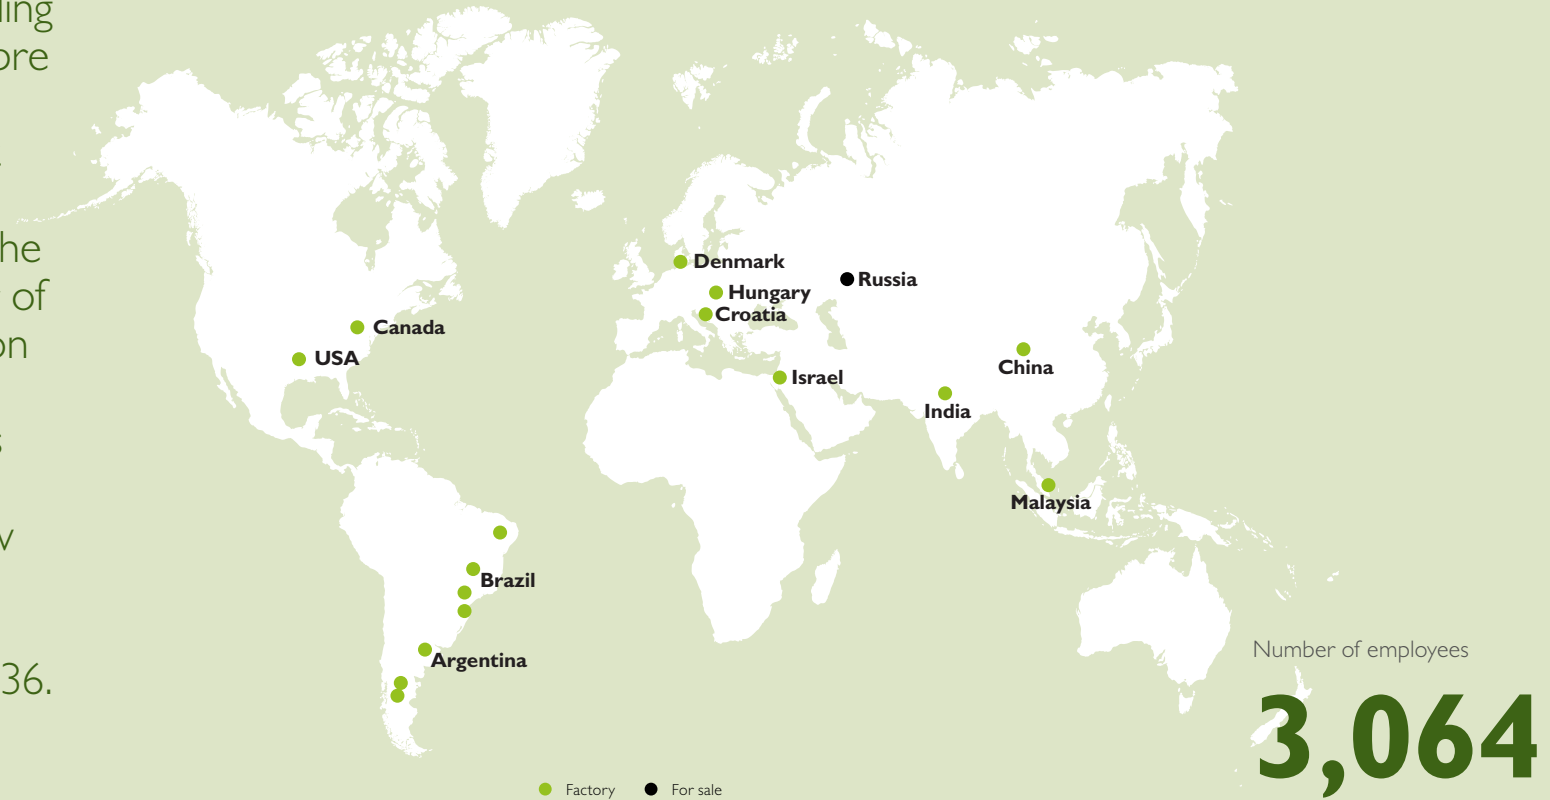 ore
he
of
on
36.
Denmark
Russia
Hungary
Croatia
Canada
USA
China
Israel
India
Malaysia
Brazil
Argentina
Number of employees
3,064
Factory
For sale